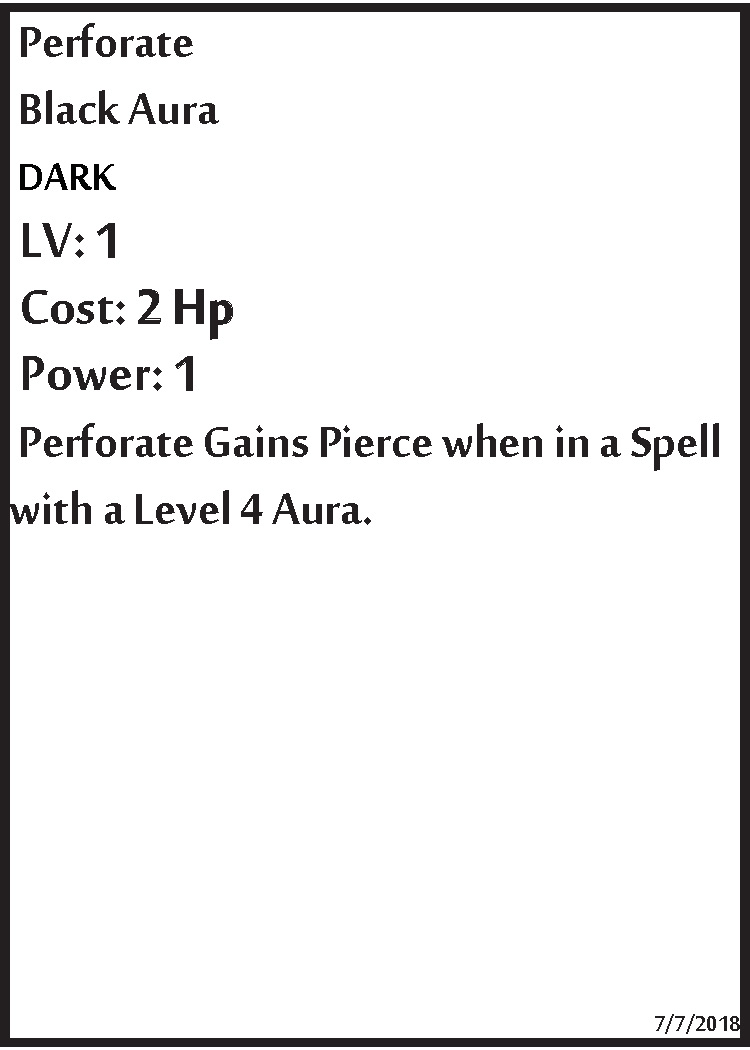 Perforate
Black Aura
DARK
LV: 1
Cost: 2 Hp
Power: 1
Perforate Gains Pierce when in a Spell
with a Level 4 Aura.
7/7/2018